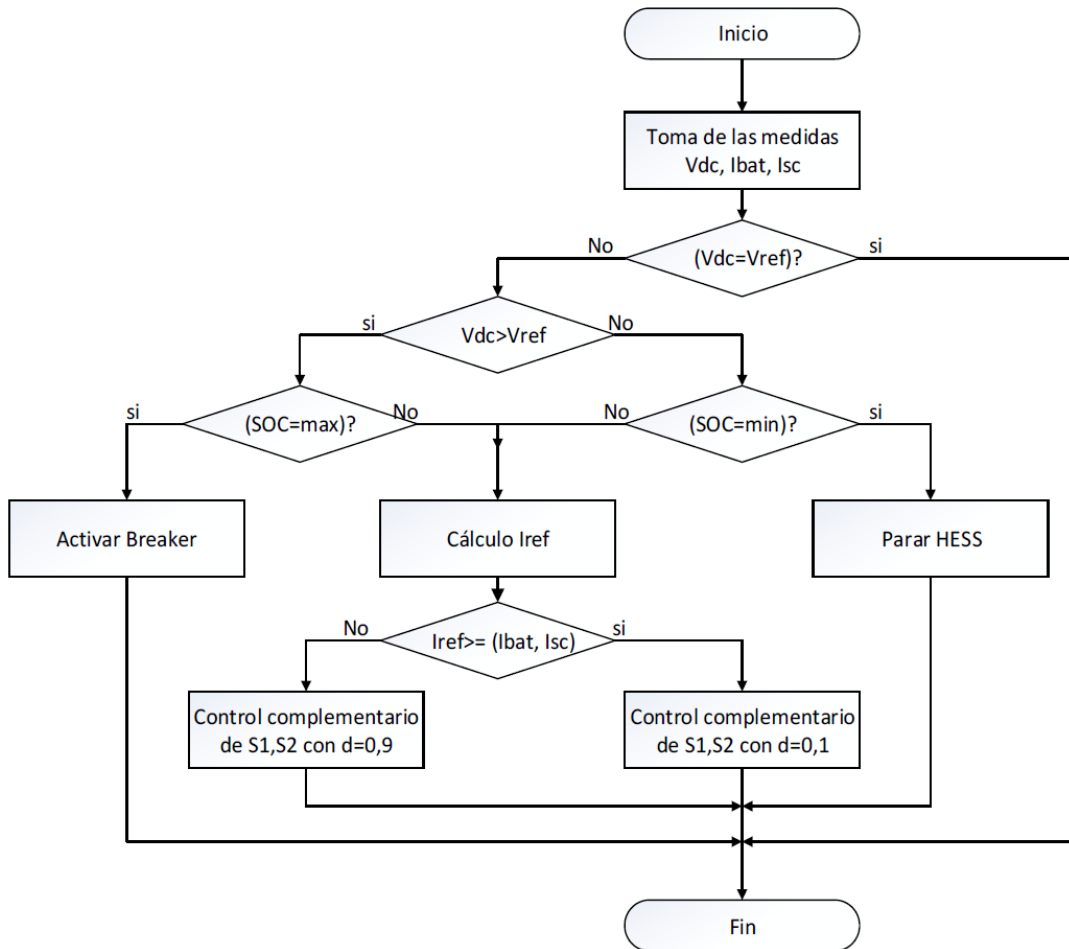 Inicio
Toma de las medidas
Vdc, Ibat, Isc
No
(Vdc=Vref)?
si
si
Vdc>Vref
No
si
(SOC=max)?
No
No
(SOC=min)?
si
Activar Breaker
Cálculo Iref
Parar HESS
No
Iref>= (Ibat, Isc)
si
Control complementario
de S1,S2 con d=0,9
Control complementario
de S1,S2 con d=0,1
Fin